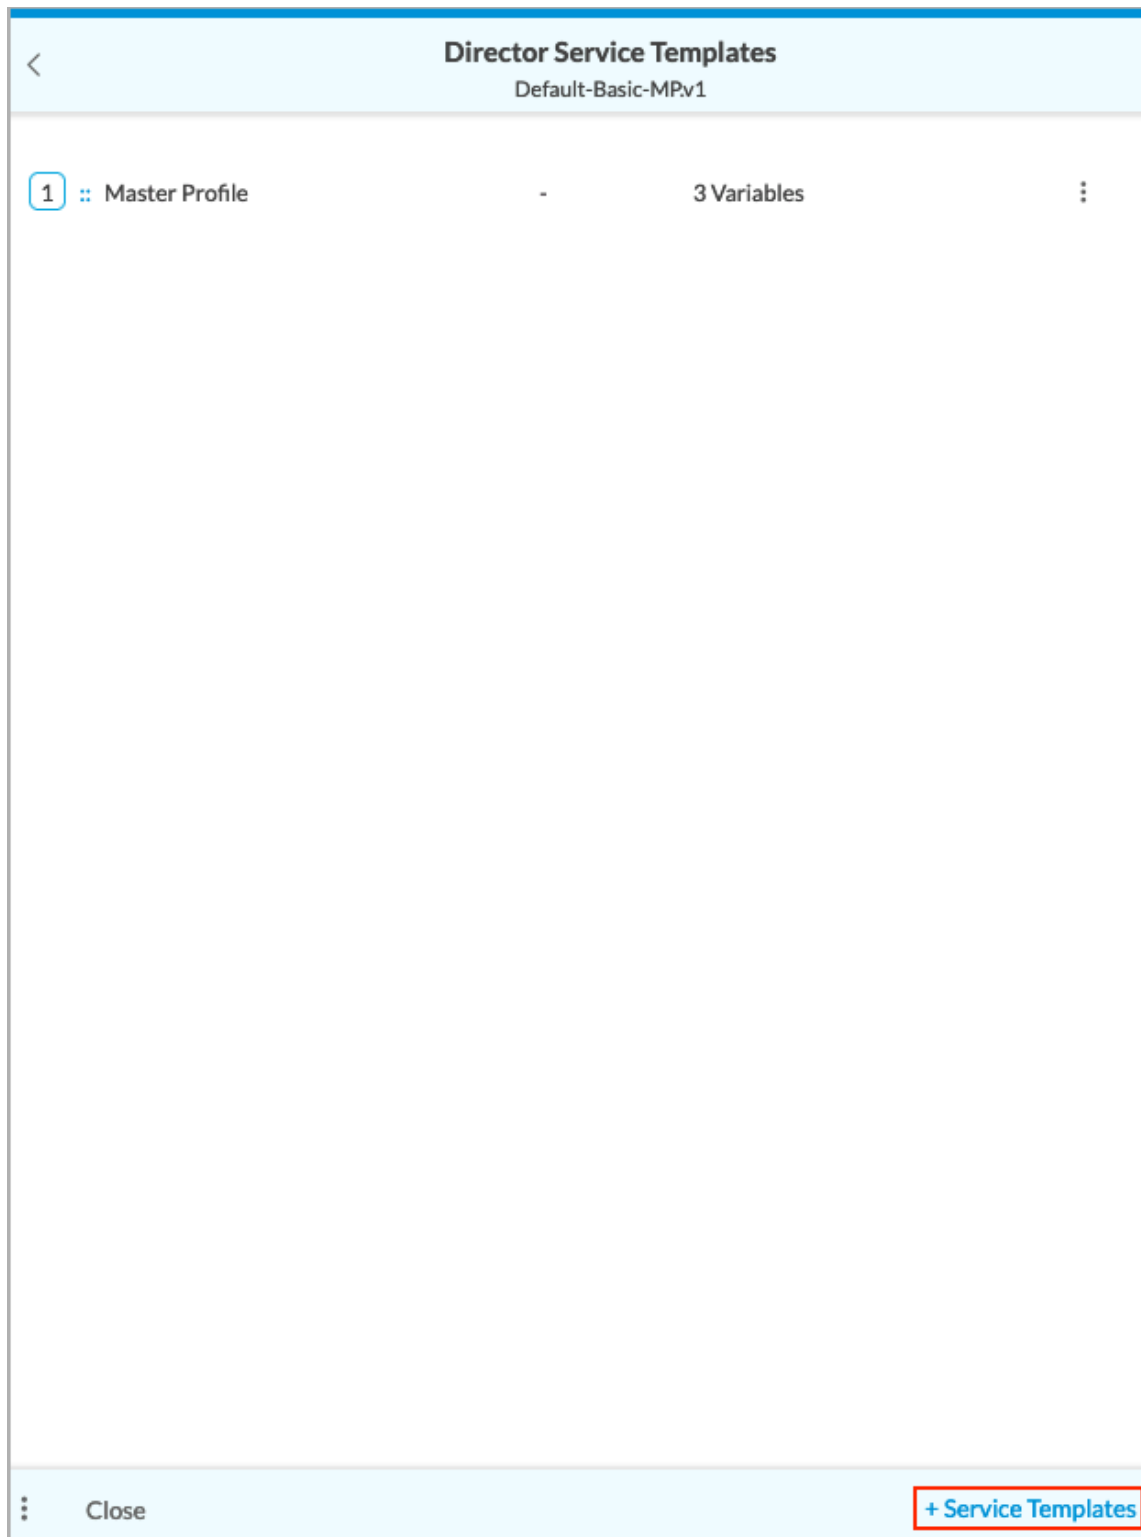 Director Service Templates
Default-Basic-MP.v1
1 :: Master Profile - 3 Variables
Close + Service Templates